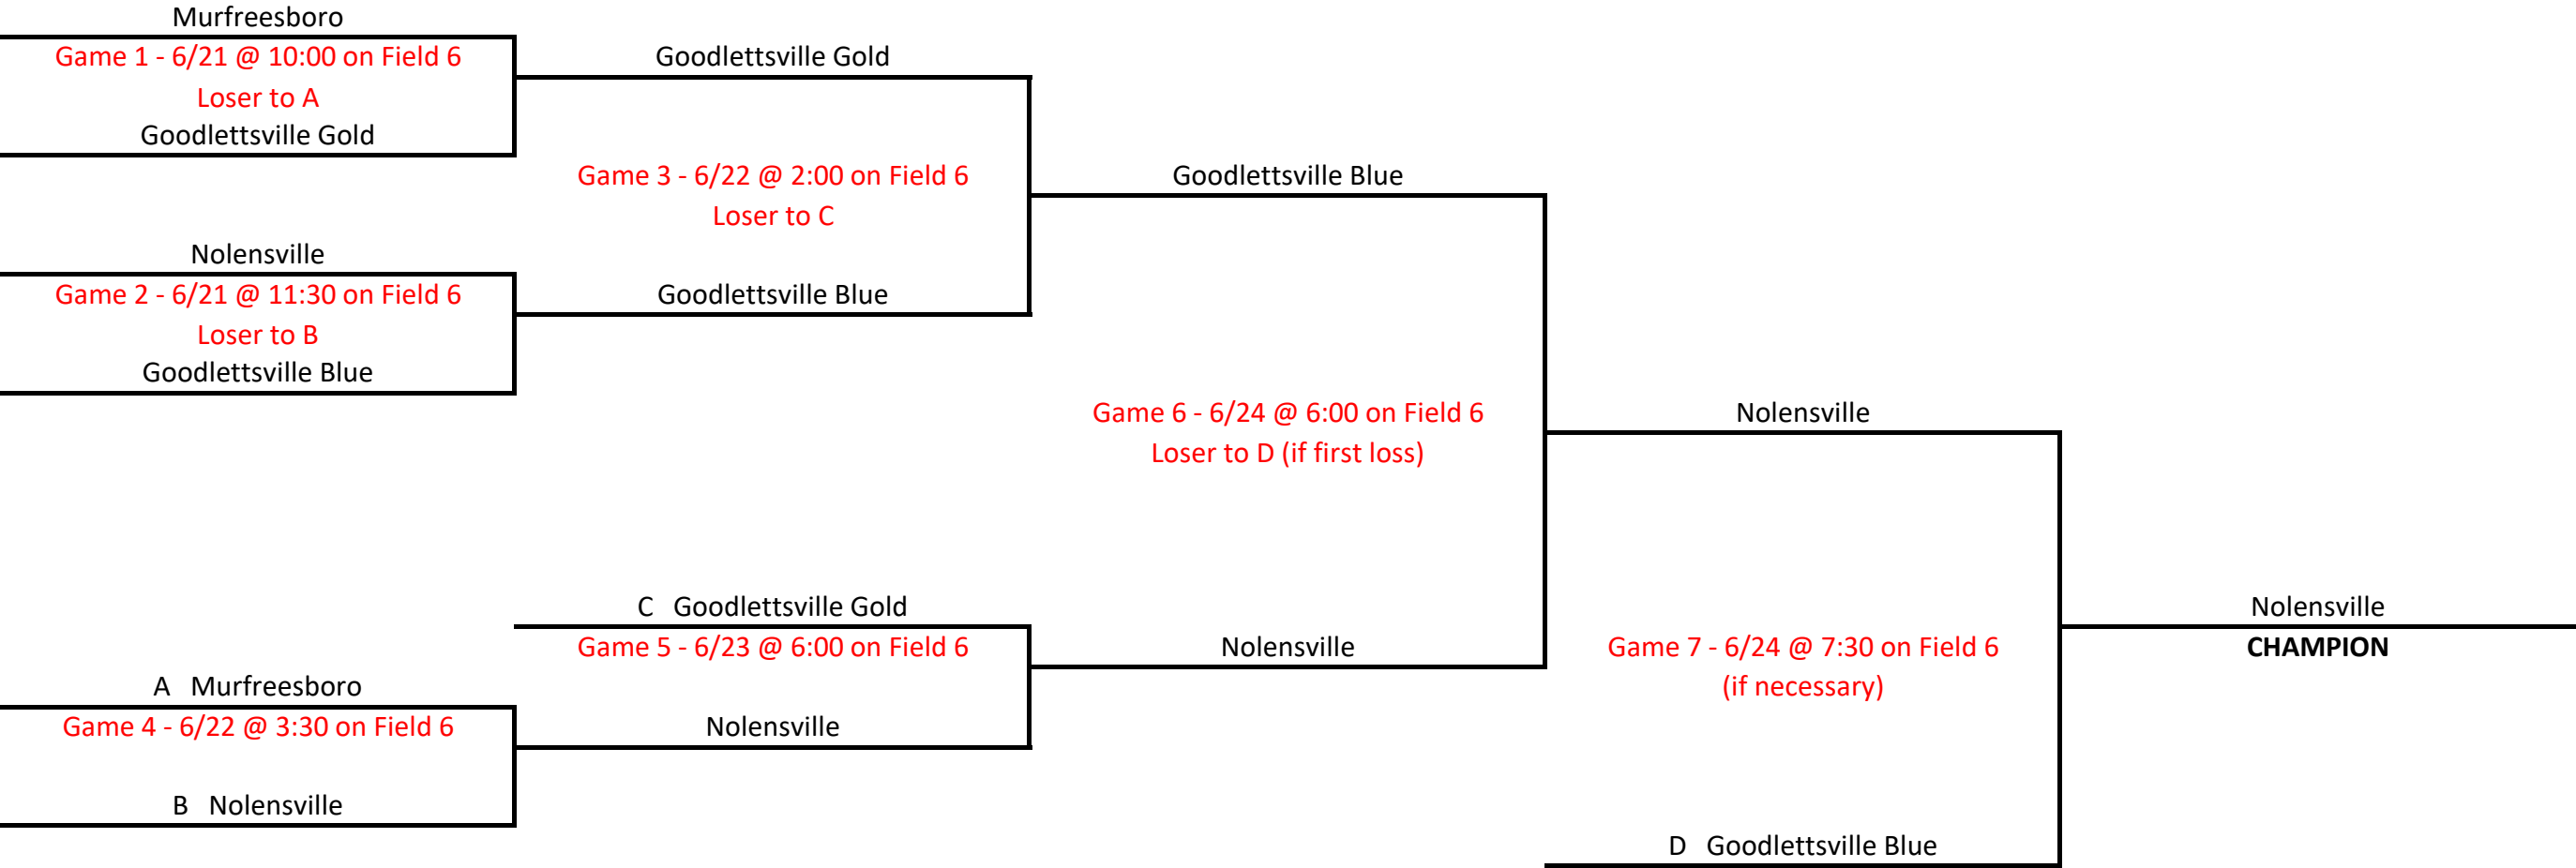 Murfreesboro
Game 1 - 6/21 @ 10:00 on Field 6
Loser to A
Goodlettsville Gold
Nolensville
Game 2 - 6/21 @ 11:30 on Field 6
Loser to B
Goodlettsville Blue
A Murfreesboro
Game 4 - 6/22 @ 3:30 on Field 6
B Nolensville
Goodlettsville Gold
Game 3 - 6/22 @ 2:00 on Field 6
Loser to C
Goodlettsville Blue
C Goodlettsville Gold
Game 5 - 6/23 @ 6:00 on Field 6
Nolensville
Goodlettsville Blue
Game 6 - 6/24 @ 6:00 on Field 6
Loser to D (if first loss)
Nolensville
Nolensville
Game 7 - 6/24 @ 7:30 on Field 6
(if necessary)
D Goodlettsville Blue
Nolensville
CHAMPION